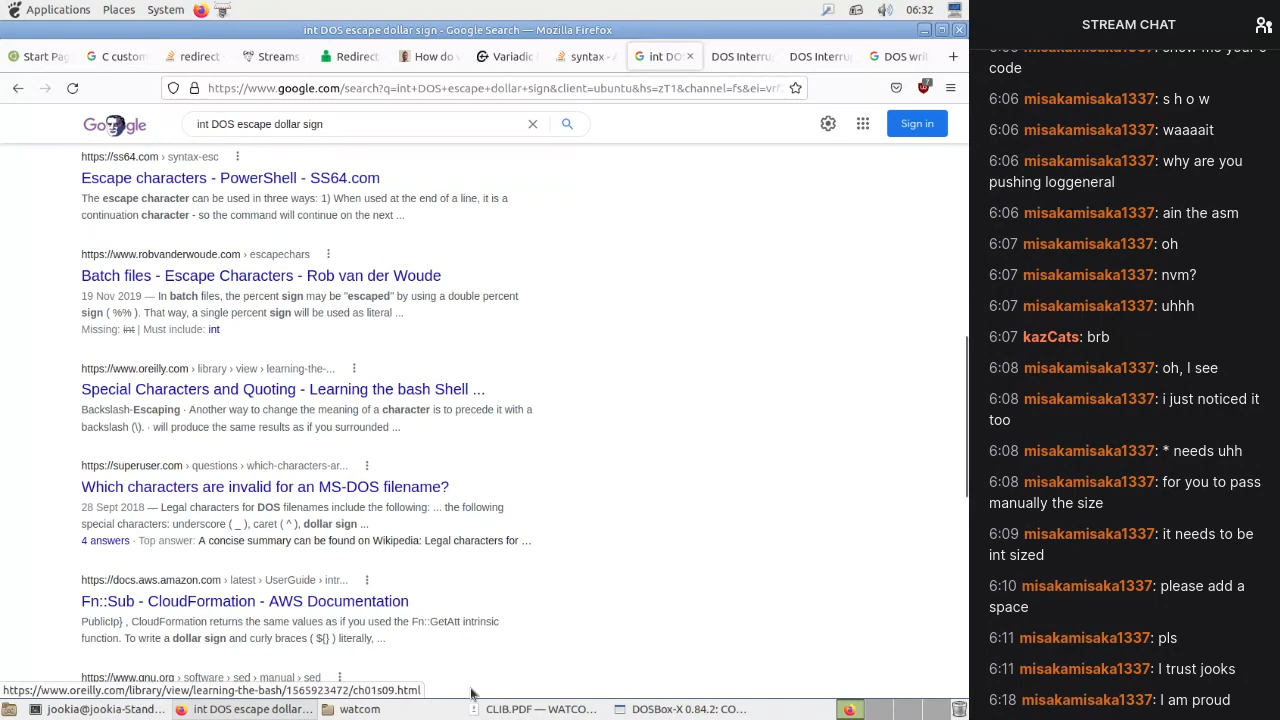 Applications Places System 06:32
int DOS escape dollar sign - Google Search — Mozilla Firefox
Start Pag C custom redirect Streams Redirect How do v Variadic syntax - int DOS DOS Interru DOS Interru DOS writ
https://www.google.com/search?q=int+DOS+escape+dollar+sign&client=ubuntu&hs=zT1&channel=fs&ei=vrf 7
Google int DOS escape dollar sign Sign in
https://ss64.com › syntax-esc
Escape characters - PowerShell - SS64.com
The escape character can be used in three ways: 1) When used at the end of a line, it is a
continuation character - so the command will continue on the next ...
https://www.robvanderwoude.com › escapechars
Batch files - Escape Characters - Rob van der Woude
19 Nov 2019 — In batch files, the percent sign may be "escaped" by using a double percent
sign ( %% ). That way, a single percent sign will be used as literal ...
Missing: int | Must include: int
https://www.oreilly.com › library › view › learning-the-...
Special Characters and Quoting - Learning the bash Shell ...
Backslash-Escaping · Another way to change the meaning of a character is to precede it with a
backslash (\). · will produce the same results as if you surrounded ...
https://superuser.com › questions › which-characters-ar...
Which characters are invalid for an MS-DOS filename?
28 Sept 2018 — Legal characters for DOS filenames include the following: ... the following
special characters: underscore ( _ ), caret ( ^ ), dollar sign ...
4 answers · Top answer: A concise summary can be found on Wikipedia: Legal characters for ...
https://docs.aws.amazon.com › latest › UserGuide › intr...
Fn::Sub - CloudFormation - AWS Documentation
PublicIp} , CloudFormation returns the same values as if you used the Fn::GetAtt intrinsic
function. To write a dollar sign and curly braces ( ${} ) literally, ...
https://www.gnu.org › software › sed › manual › sed
https://www.oreilly.com/library/view/learning-the-bash/1565923472/ch01s09.html
jookia@jookia-Stand... int DOS escape dollar... watcom CLIB.PDF — WATCO... DOSBox-X 0.84.2: CO...
STREAM CHAT
misakamisaka1337: show me your c
code
6:06 misakamisaka1337: s h o w
6:06 misakamisaka1337: waaaait
6:06 misakamisaka1337: why are you
pushing loggeneral
6:06 misakamisaka1337: ain the asm
6:07 misakamisaka1337: oh
6:07 misakamisaka1337: nvm?
6:07 misakamisaka1337: uhhh
6:07 kazCats: brb
6:08 misakamisaka1337: oh, I see
6:08 misakamisaka1337: i just noticed it
too
6:08 misakamisaka1337: * needs uhh
6:08 misakamisaka1337: for you to pass
manually the size
6:09 misakamisaka1337: it needs to be
int sized
6:10 misakamisaka1337: please add a
space
6:11 misakamisaka1337: pls
6:11 misakamisaka1337: I trust jooks
6:18 misakamisaka1337: I am proud